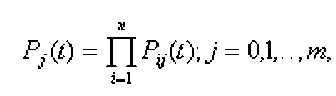 P_j(t) = ∏_{i=1}^{n} P_{ij}(t); j = 0,1,..,m,